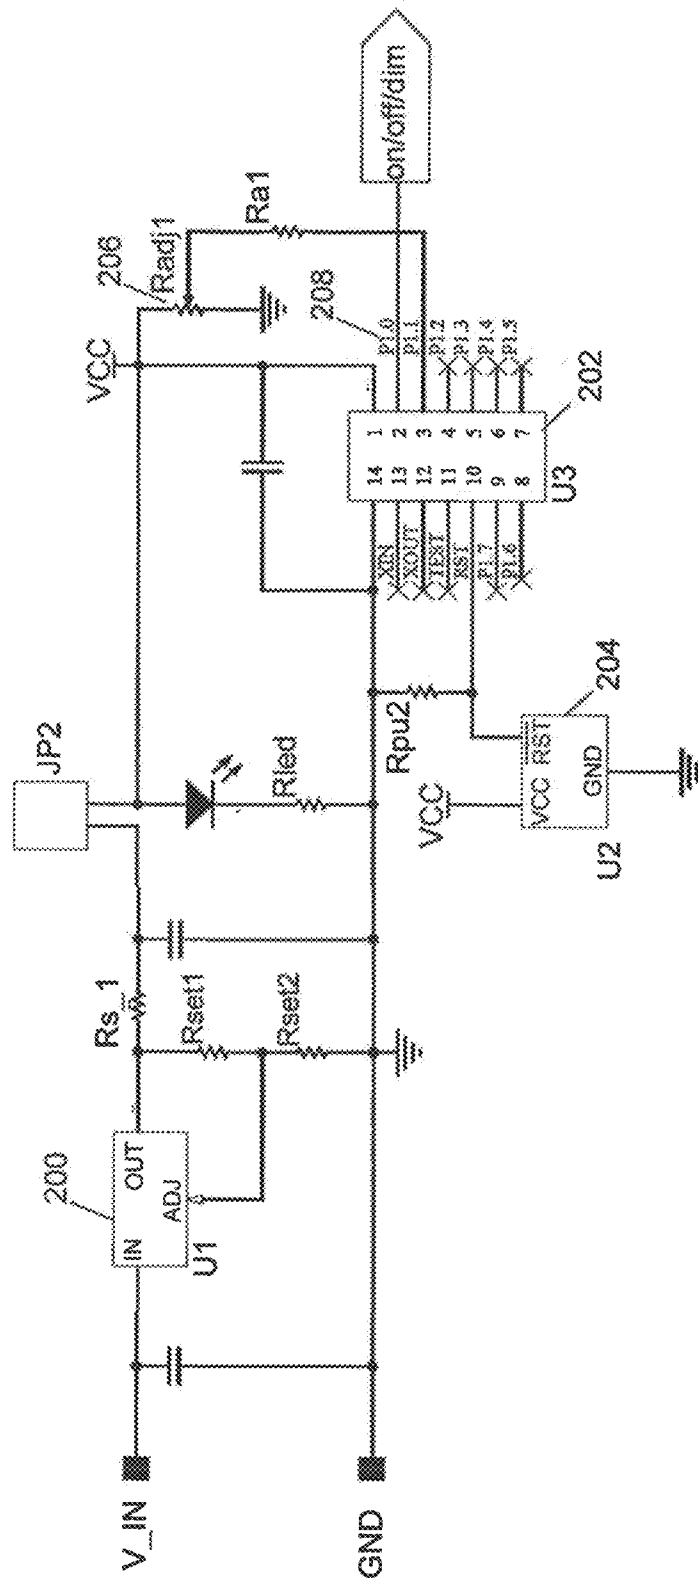 V_IN
GND
200
IN
OUT
ADJ
U1
Rs_1
Rset1
Rset2
JP2
Rled
VCC
206
Radj1
Ra1
208
on/off/dim
P1.0
P1.1
P1.2
P1.3
P1.4
P1.5
14 1
13 2
12 3
11 4
10 5
9 6
8 7
XIN
XOUT
TEST
RST
P1.7
P1.6
U3
202
Rpu2
VCC
VCC RST
GND
U2
204